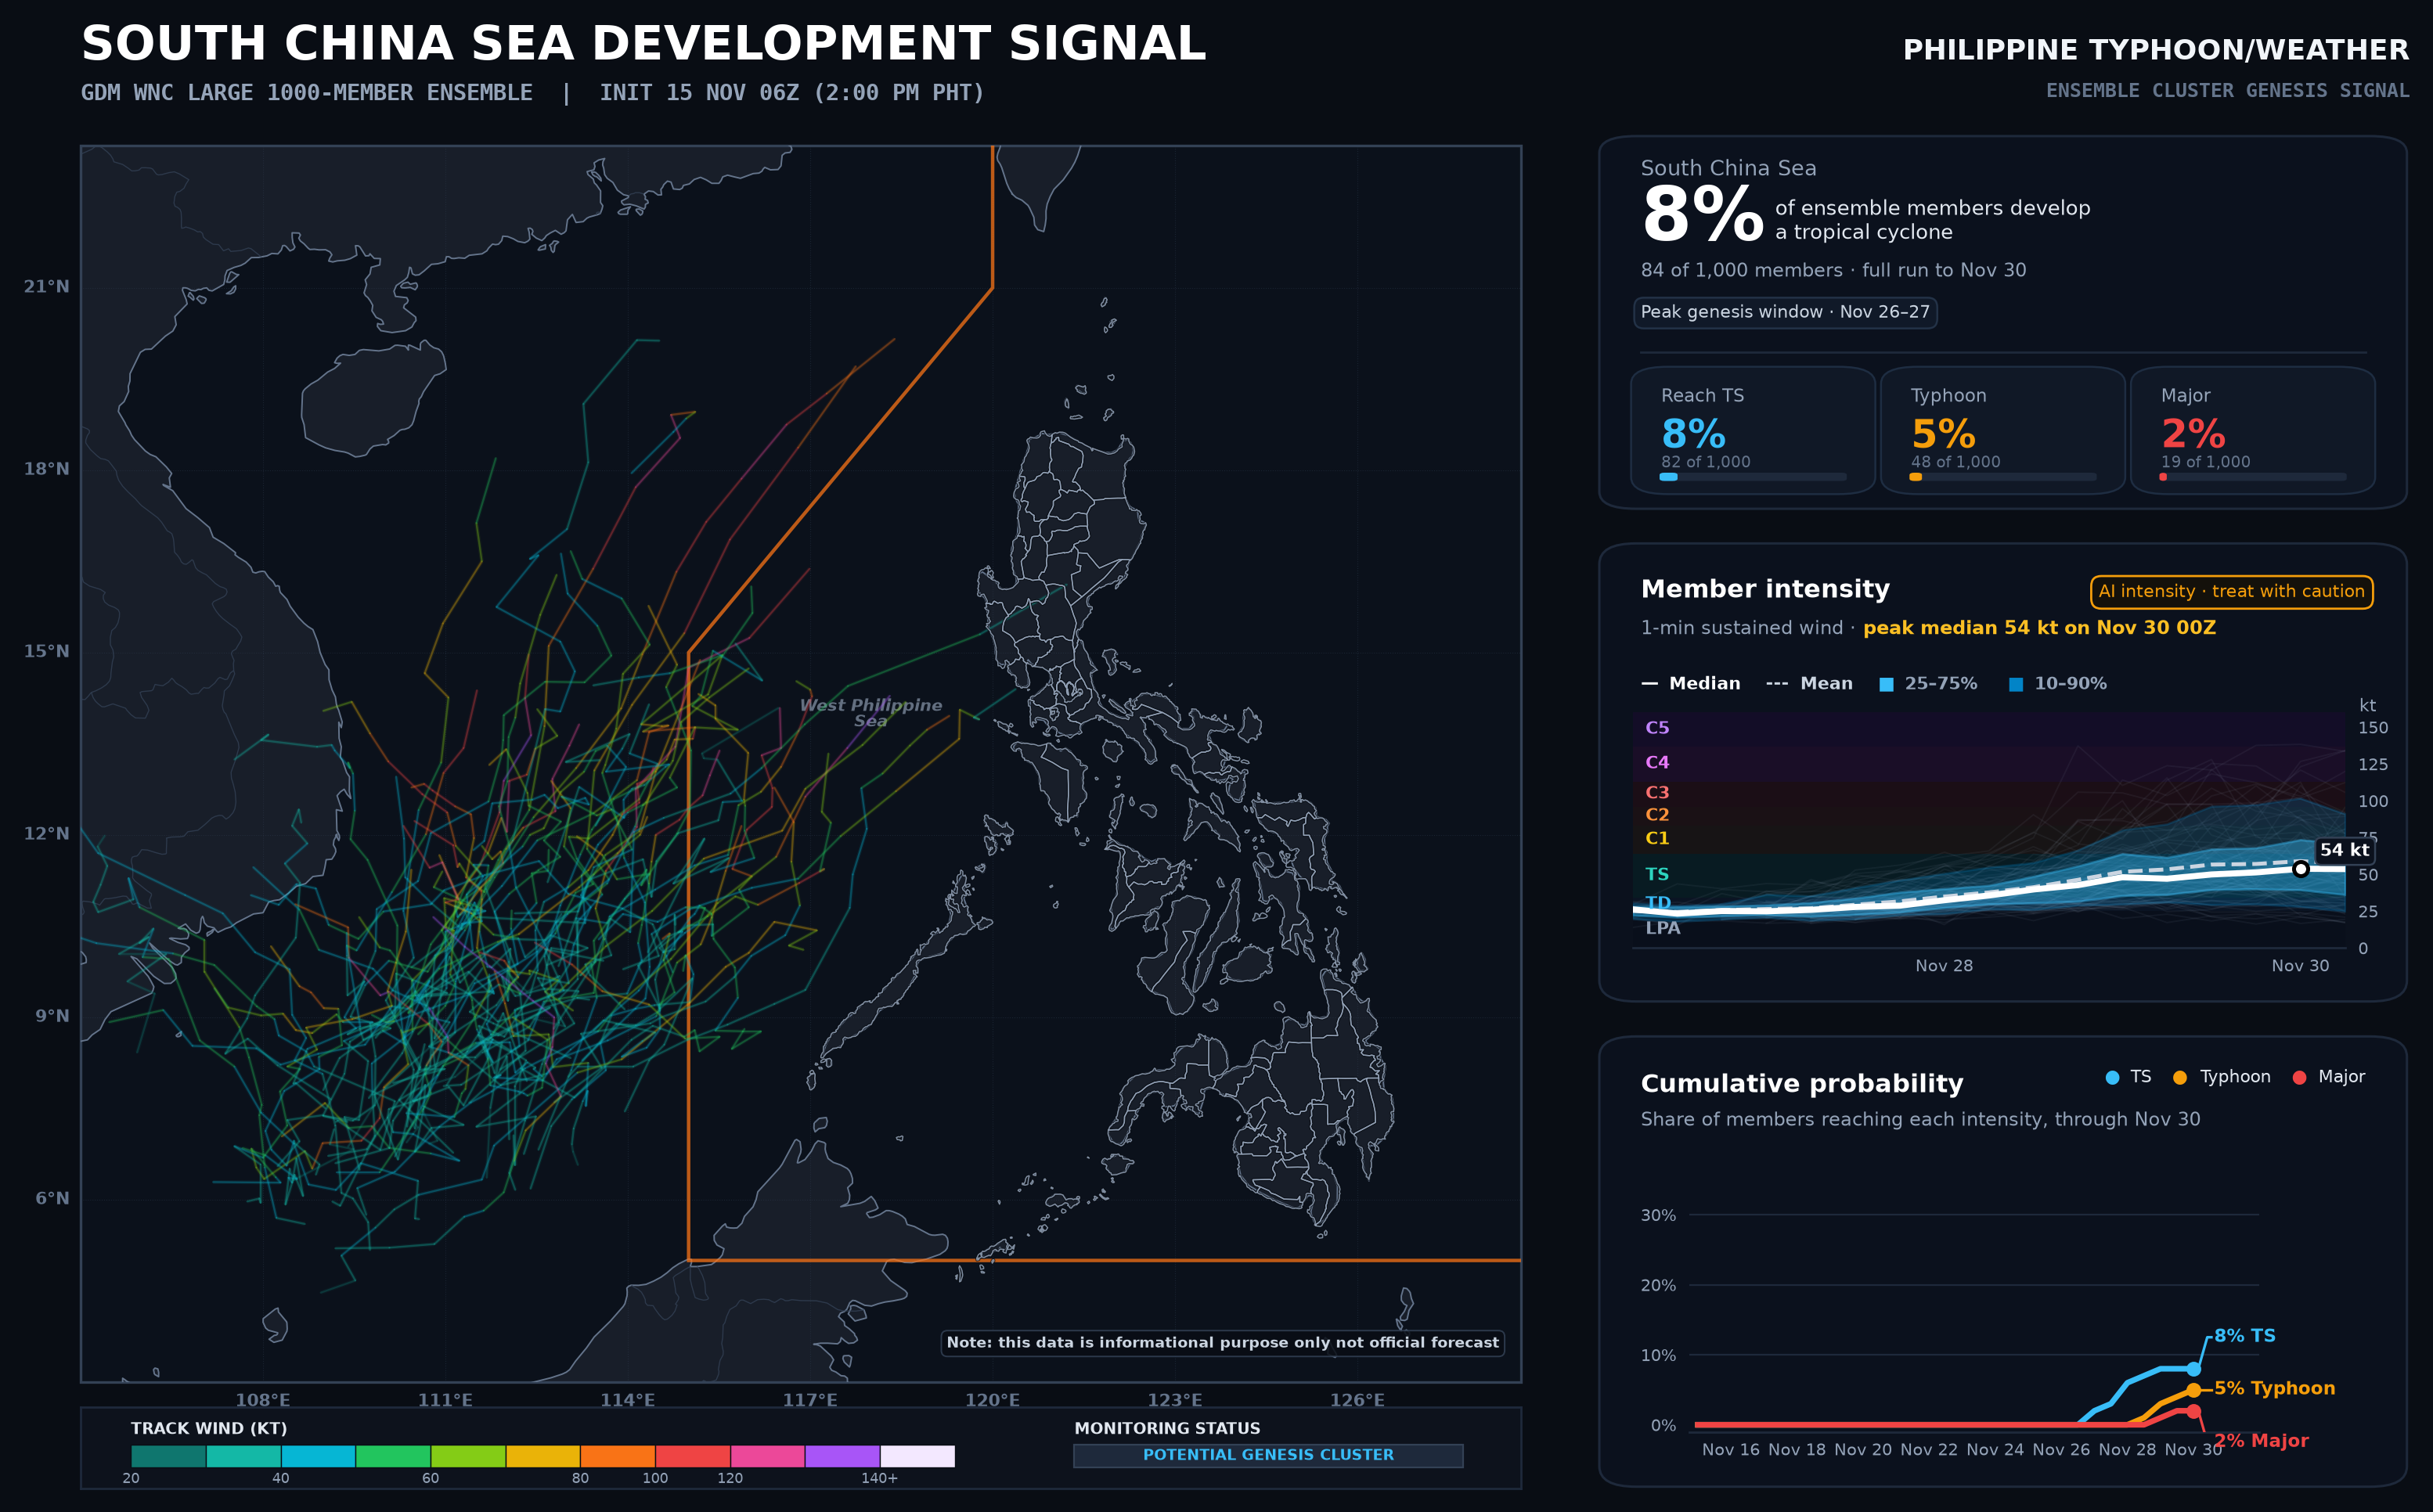 SOUTH CHINA SEA DEVELOPMENT SIGNAL
GDM WNC LARGE 1000-MEMBER ENSEMBLE | INIT 15 NOV 06Z (2:00 PM PHT)
PHILIPPINE TYPHOON/WEATHER
ENSEMBLE CLUSTER GENESIS SIGNAL
21°N
18°N
15°N
12°N
9°N
6°N
West Philippine
Sea
Note: this data is informational purpose only not official forecast
108°E 111°E 114°E 117°E 120°E 123°E 126°E
TRACK WIND (KT)
20 40 60 80 100 120 140+
MONITORING STATUS
POTENTIAL GENESIS CLUSTER
South China Sea
8% of ensemble members develop
a tropical cyclone
84 of 1,000 members · full run to Nov 30
Peak genesis window · Nov 26–27
Reach TS
8%
82 of 1,000
Typhoon
5%
48 of 1,000
Major
2%
19 of 1,000
Member intensity
AI intensity · treat with caution
1-min sustained wind · peak median 54 kt on Nov 30 00Z
Median Mean 25–75% 10–90%
kt
C5
C4
C3
C2
C1
TS
TD
LPA
150
125
100
75
54 kt
50
25
0
Nov 28 Nov 30
Cumulative probability
TS Typhoon Major
Share of members reaching each intensity, through Nov 30
30%
20%
10%
0%
8% TS
5% Typhoon
2% Major
Nov 16 Nov 18 Nov 20 Nov 22 Nov 24 Nov 26 Nov 28 Nov 30